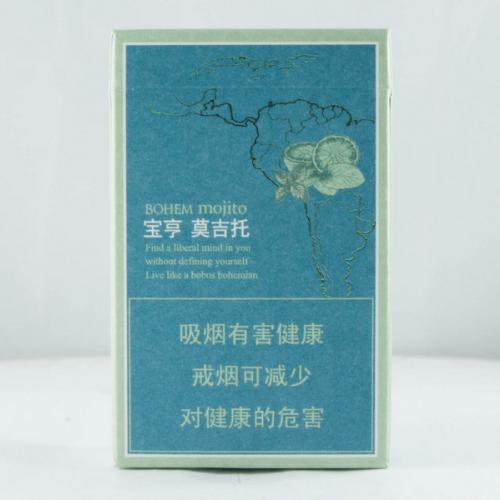 BOHEM mojito
宝亨 莫吉托
Find a liberal mind in you
without defining yourself
Live like a bobos bohemian
吸烟有害健康
戒烟可减少
对健康的危害